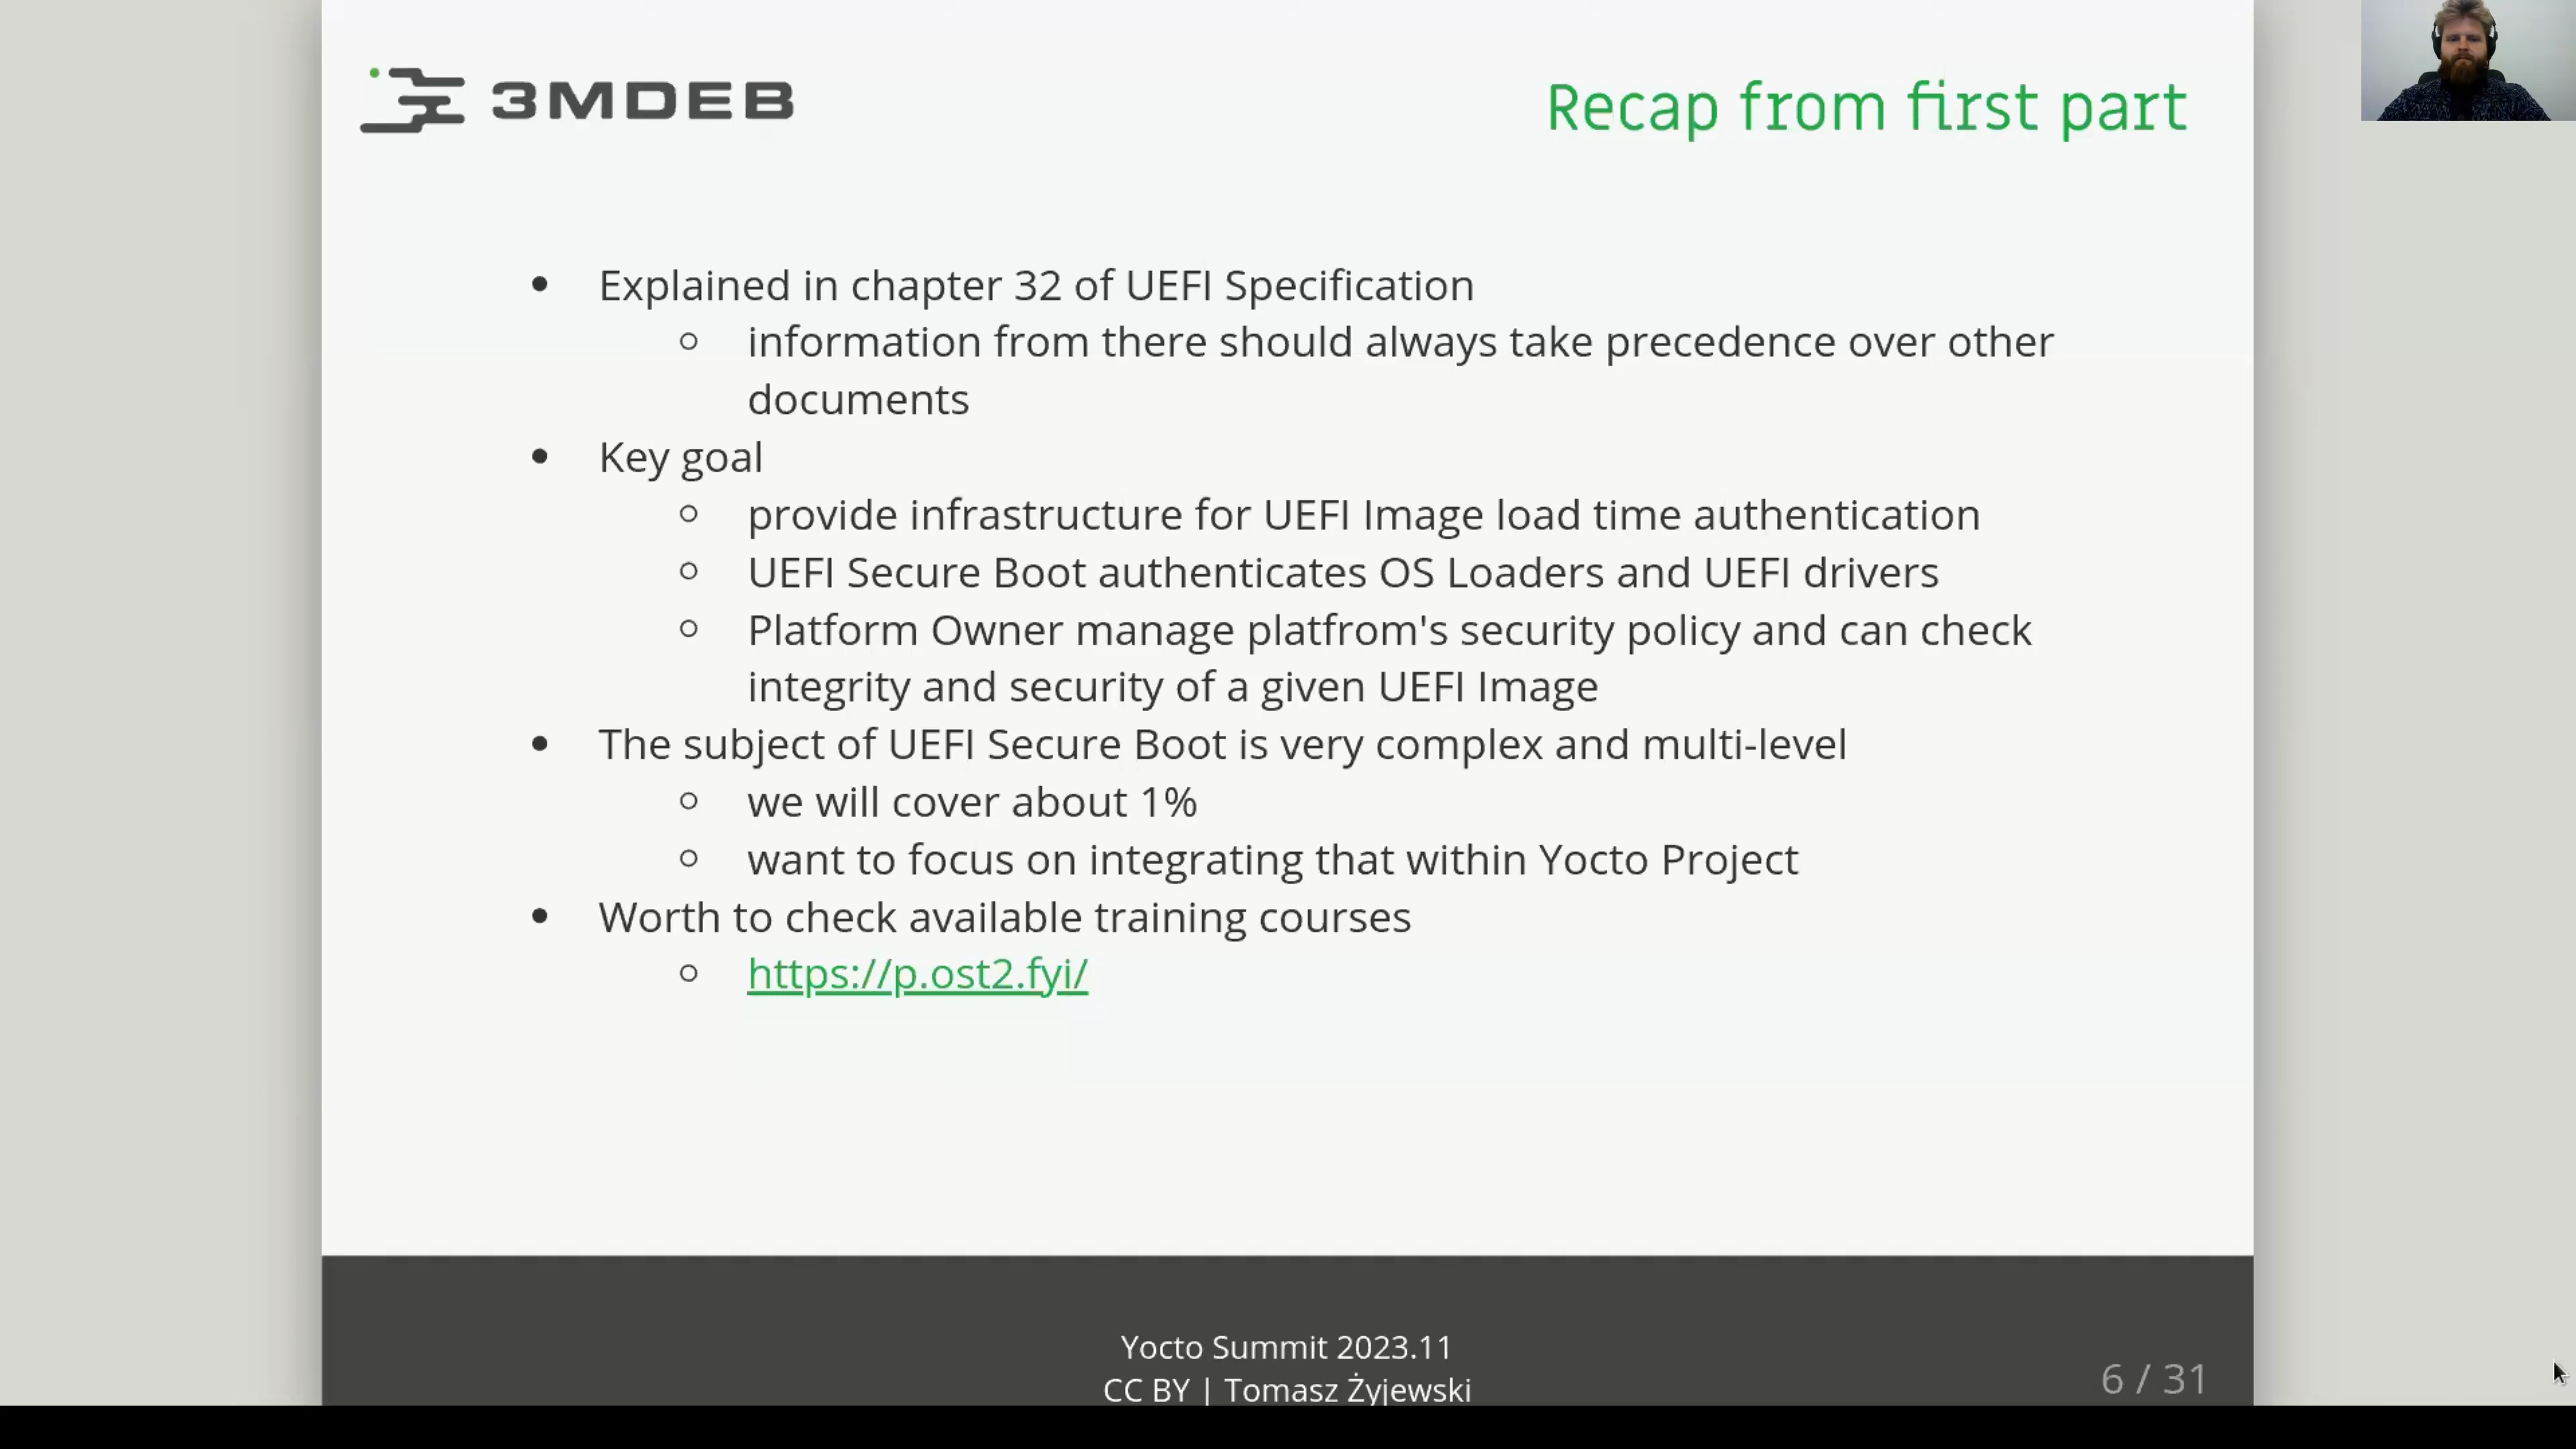 3MDEB
Recap from first part
Explained in chapter 32 of UEFI Specification
information from there should always take precedence over other
documents
Key goal
provide infrastructure for UEFI Image load time authentication
UEFI Secure Boot authenticates OS Loaders and UEFI drivers
Platform Owner manage platfrom's security policy and can check
integrity and security of a given UEFI Image
The subject of UEFI Secure Boot is very complex and multi-level
we will cover about 1%
want to focus on integrating that within Yocto Project
Worth to check available training courses
https://p.ost2.fyi/
Yocto Summit 2023.11
CC BY | Tomasz Żyjewski
6 / 31